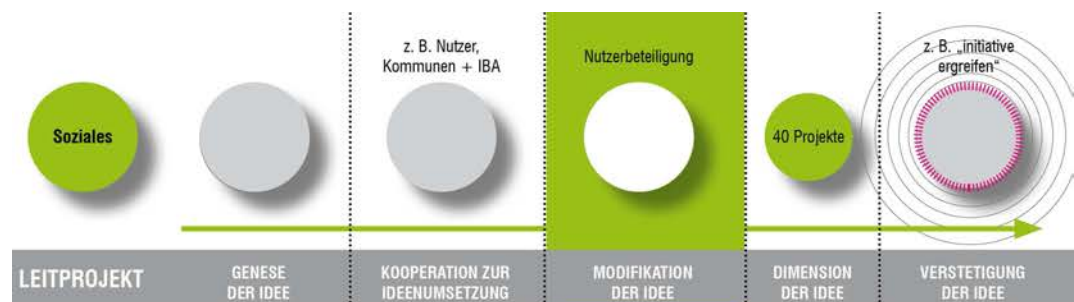 z. B. Nutzer,
Kommunen + IBA
Nutzerbeteiligung
z. B. „initiative
ergreifen“
Soziales
40 Projekte
LEITPROJEKT
GENESE
DER IDEE
KOOPERATION ZUR
IDEENUMSETZUNG
MODIFIKATION
DER IDEE
DIMENSION
DER IDEE
VERSTETIGUNG
DER IDEE